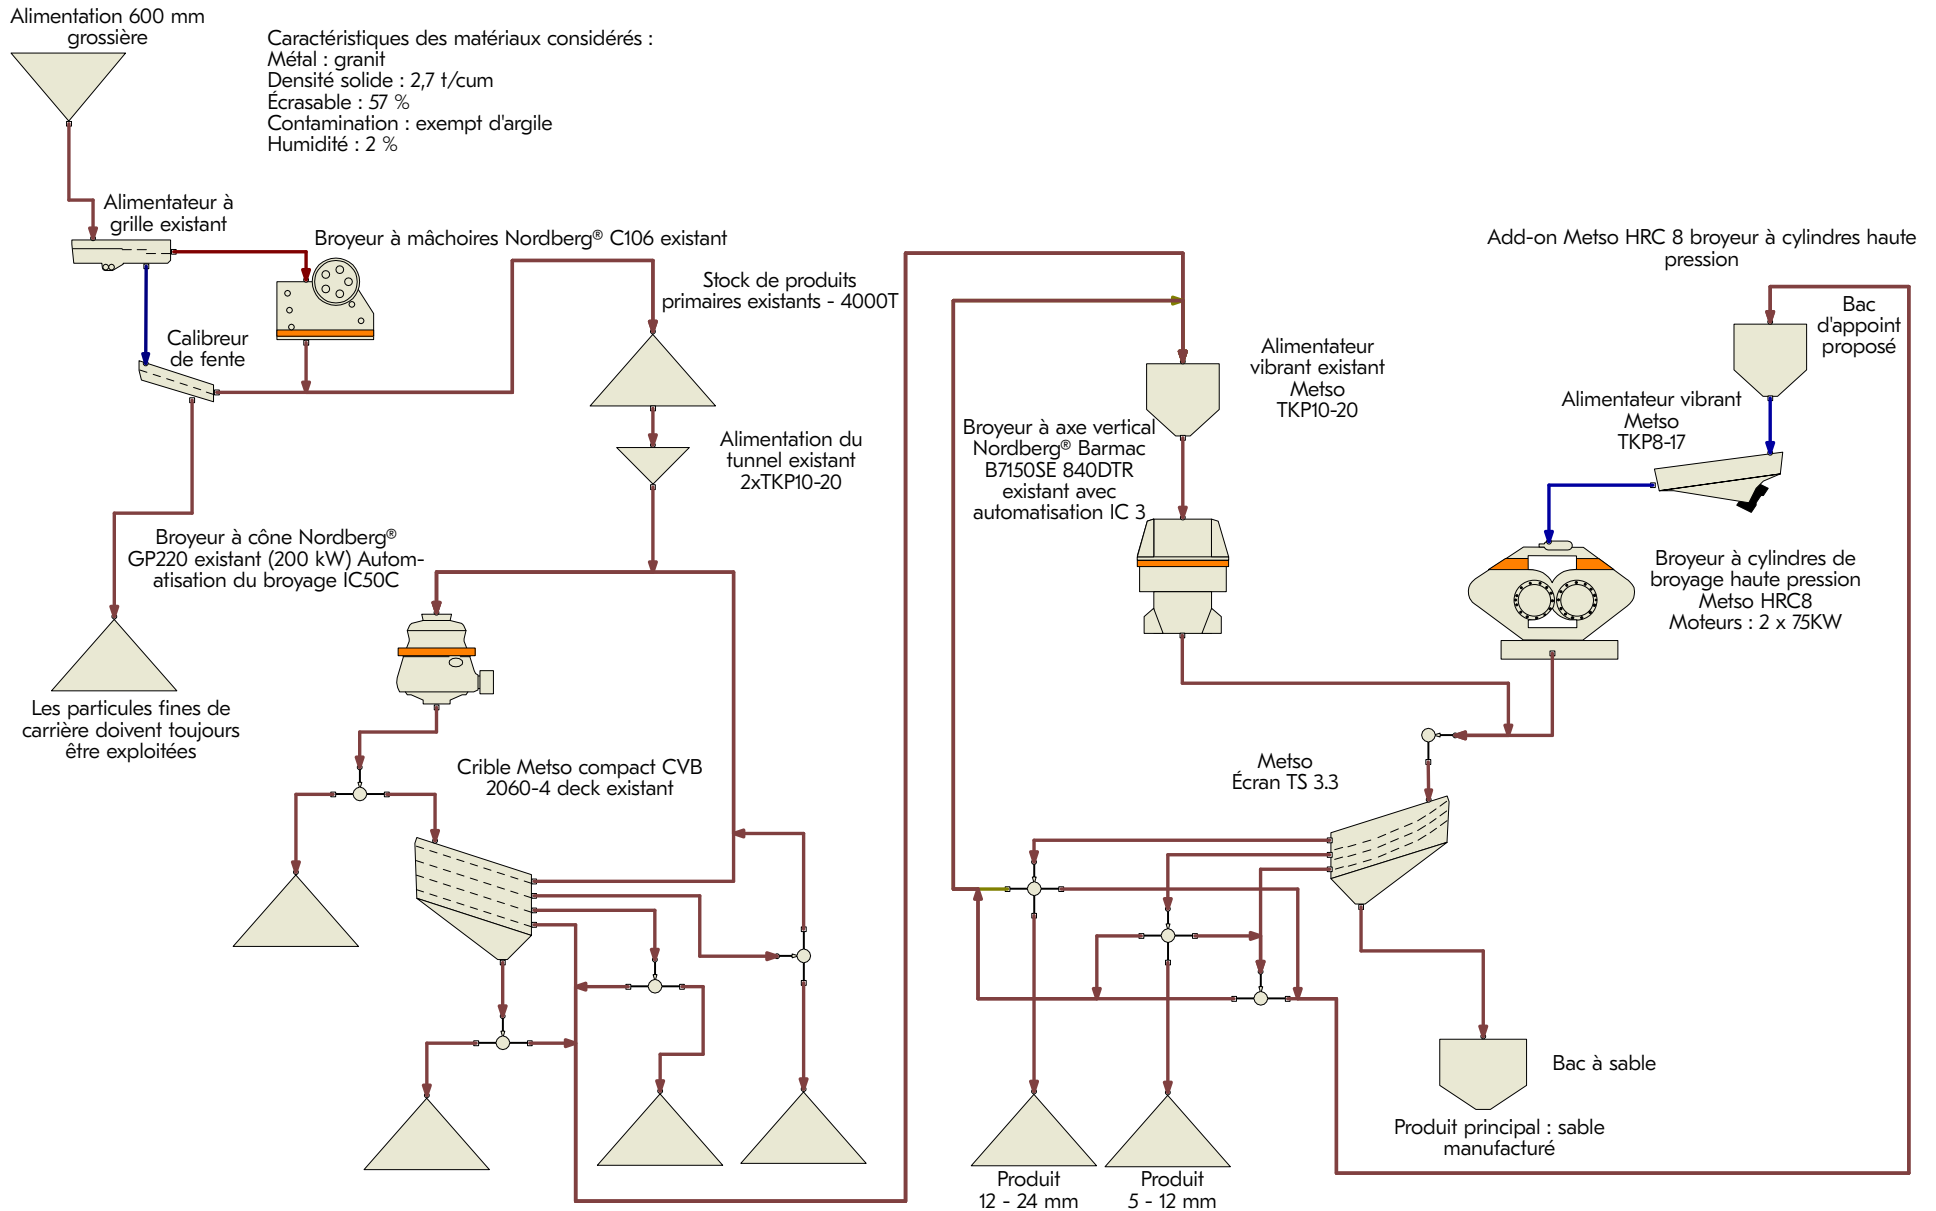 Alimentation 600 mm
grossière
Caractéristiques des matériaux considérés :
Métal : granit
Densité solide : 2,7 t/cum
Écrasable : 57 %
Contamination : exempt d'argile
Humidité : 2 %
Alimentateur à
grille existant
Broyeur à mâchoires Nordberg® C106 existant
Calibreur
de fente
Stock de produits
primaires existants - 4000T
Alimentation du
tunnel existant
2xTKP10-20
Broyeur à cône Nordberg®
GP220 existant (200 kW) Autom-
atisation du broyage IC50C
Les particules fines de
carrière doivent toujours
être exploitées
Crible Metso compact CVB
2060-4 deck existant
Alimentateur
vibrant existant
Metso
TKP10-20
Broyeur à axe vertical
Nordberg® Barmac
B7150SE 840DTR
existant avec
automatisation IC 3
Add-on Metso HRC 8 broyeur à cylindres haute
pression
Bac
d'appoint
proposé
Alimentateur vibrant
Metso
TKP8-17
Broyeur à cylindres de
broyage haute pression
Metso HRC8
Moteurs : 2 x 75KW
Metso
Écran TS 3.3
Bac à sable
Produit principal : sable
manufacturé
Produit
12 - 24 mm
Produit
5 - 12 mm